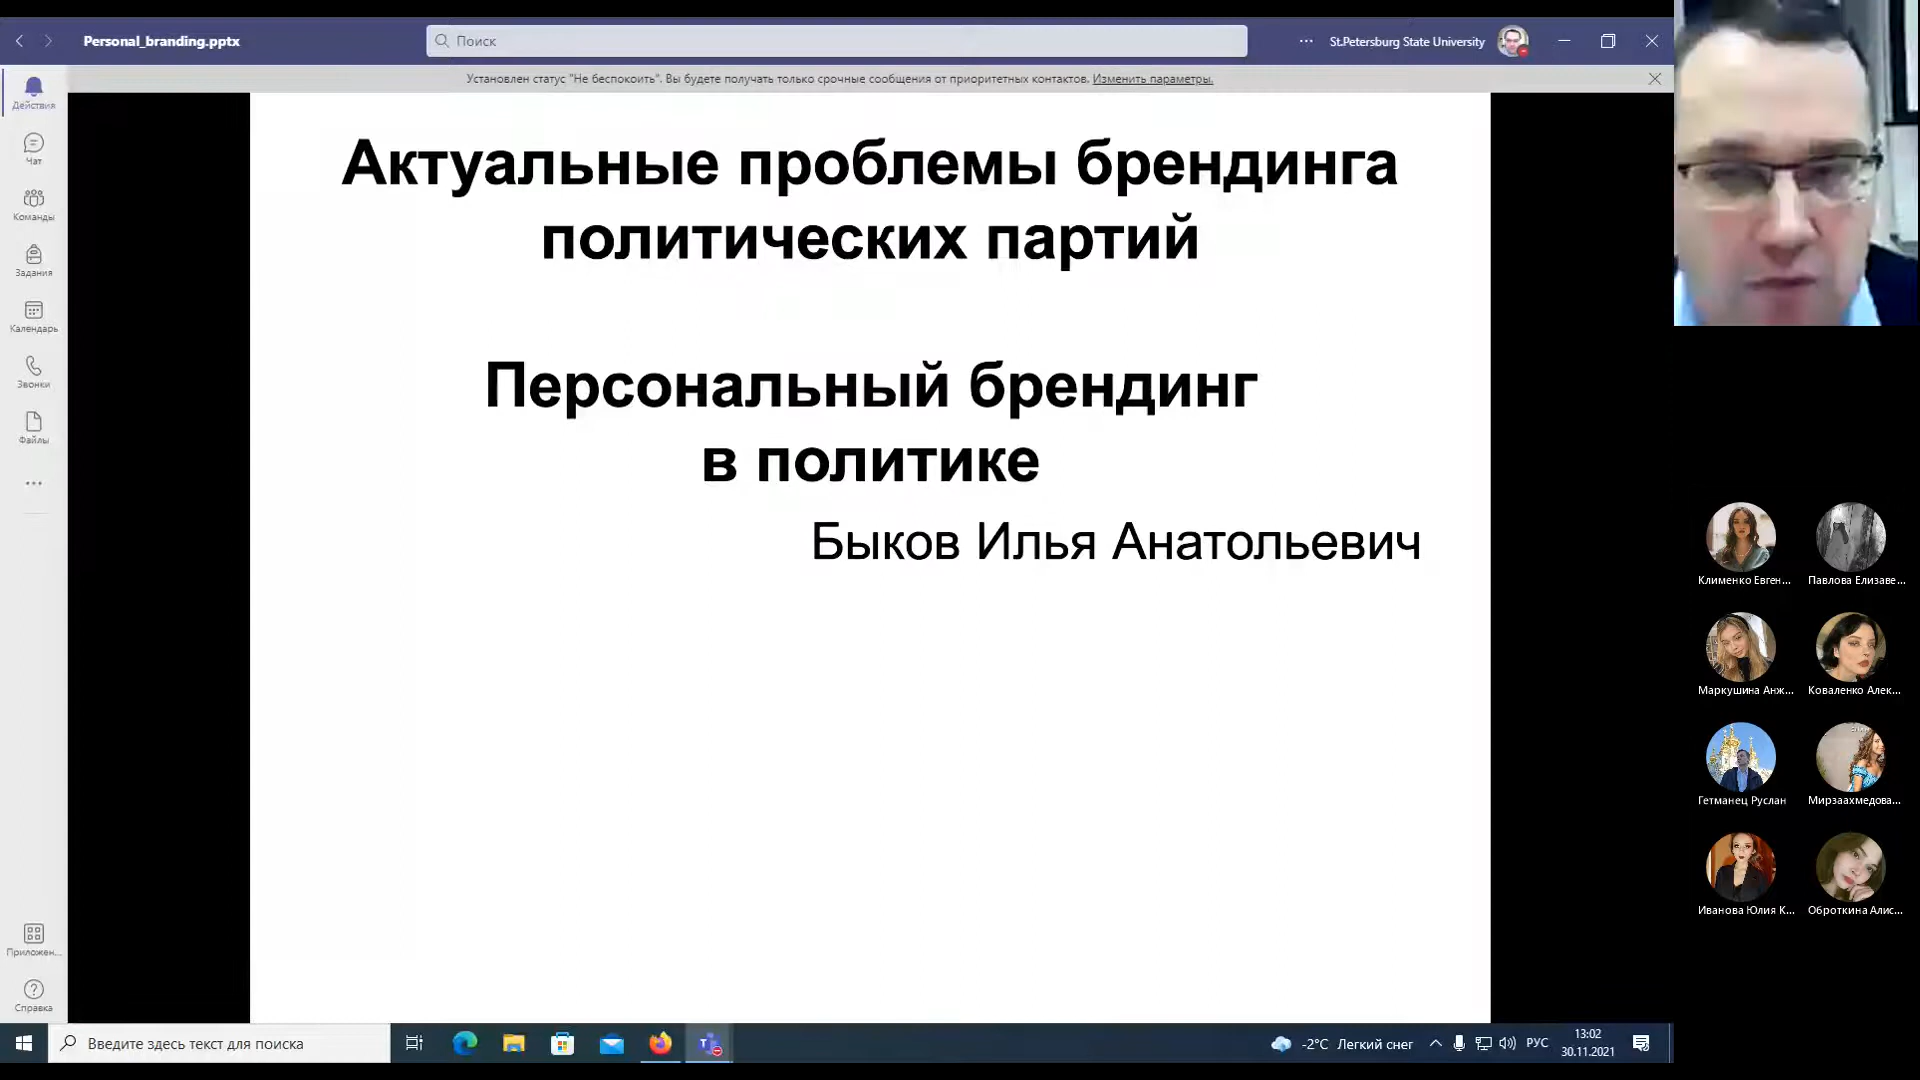 Personal_branding.pptx
Поиск
St.Petersburg State University
Установлен статус "Не беспокоить". Вы будете получать только срочные сообщения от приоритетных контактов. Изменить параметры.
Действия
Чат
Команды
Задания
Календарь
Звонки
Файлы
Приложен...
Справка
Актуальные проблемы брендинга
политических партий
Персональный брендинг
в политике
Быков Илья Анатольевич
Клименко Евген...
Павлова Елизаве...
Маркушина Анж...
Коваленко Алек...
Гетманец Руслан
Мирзаахмедова...
Иванова Юлия К...
Оброткина Алис...
Введите здесь текст для поиска
-2°C Легкий снег
РУС
13:02
30.11.2021